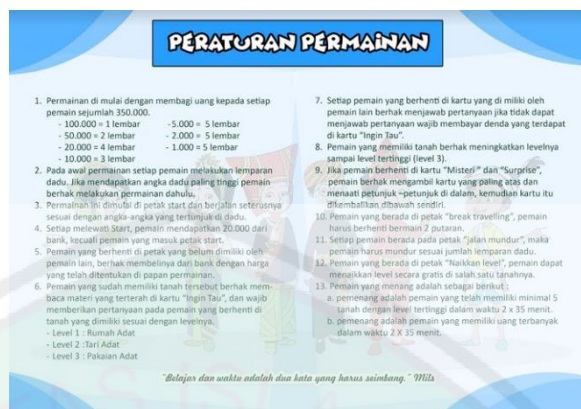 PERATURAN PERMAINAN
1. Permainan di mulai dengan membagi uang kepada setiap
pemain sejumlah 350.000.
- 100.000 = 1 lembar -5.000 = 5 lembar
- 50.000 = 2 lembar - 2.000 = 5 lembar
- 20.000 = 4 lembar - 1.000 = 5 lembar
- 10.000 = 3 lembar
2. Pada awal permainan setiap pemain melakukan lemparan
dadu. Jika mendapatkan angka dadu paling tinggi pemain
berhak melakukan permainan dahulu.
3. Permainan ini dimulai di petak start dan berjalan seterusnya
sesuai dengan angka-angka yang tertunjuk di dadu.
4. Setiap melewati Start, pemain mendapatkan 20.000 dari
bank, kecuali pemain yang masuk petak start.
5. Pemain yang berhenti di petak yang belum dimiliki oleh
pemain lain, berhak membelinya dari bank dengan harga
yang telah ditentukan di papan permainan.
6. Pemain yang sudah memiliki tanah tersebut berhak mem-
baca materi yang terterah di kartu "Ingin Tau", dan wajib
memberikan pertanyaan pada pemain yang berhenti di
tanah yang dimiliki sesuai dengan levelnya.
- Level 1 : Rumah Adat
- Level 2 :Tari Adat
- Level 3 : Pakaian Adat
7. Setiap pemain yang berhenti di kartu yang di miliki oleh
pemain lain berhak menjawab pertanyaan jika tidak dapat
menjawab pertanyaan wajib membayar denda yang terdapat
di kartu "Ingin Tau".
8. Pemain yang memiliki tanah berhak meningkatkan levelnya
sampai level tertinggi (level 3).
9. Jika pemain berhenti di kartu "Misteri" dan "Surprise",
pemain berhak mengambil kartu yang paling atas dan
menaati petunjuk –petunjuk di dalam, kemudian kartu itu
dikembalikan dibawah sendiri.
10. Pemain yang berada di petak "break travelling", pemain
harus berhenti bermain 2 putaran.
11. Setiap pemain berada pada petak "jalan mundur", maka
pemain harus mundur sesuai jumlah lemparan dadu.
12. Pemain yang berada di petak "Naikkan level", pemain dapat
menaikkan level secara gratis di salah satu tanahnya.
13. Pemain yang menang adalah sebagai berikut :
a. pemenang adalah pemain yang telah memiliki minimal 5
tanah dengan level tertinggi dalam waktu 2 x 35 menit.
b. pemenang adalah pemain yang memiliki uang terbanyak
dalam waktu 2 X 35 menit.
"Belajar dan waktu adalah dua kata yang harus seimbang." Mils